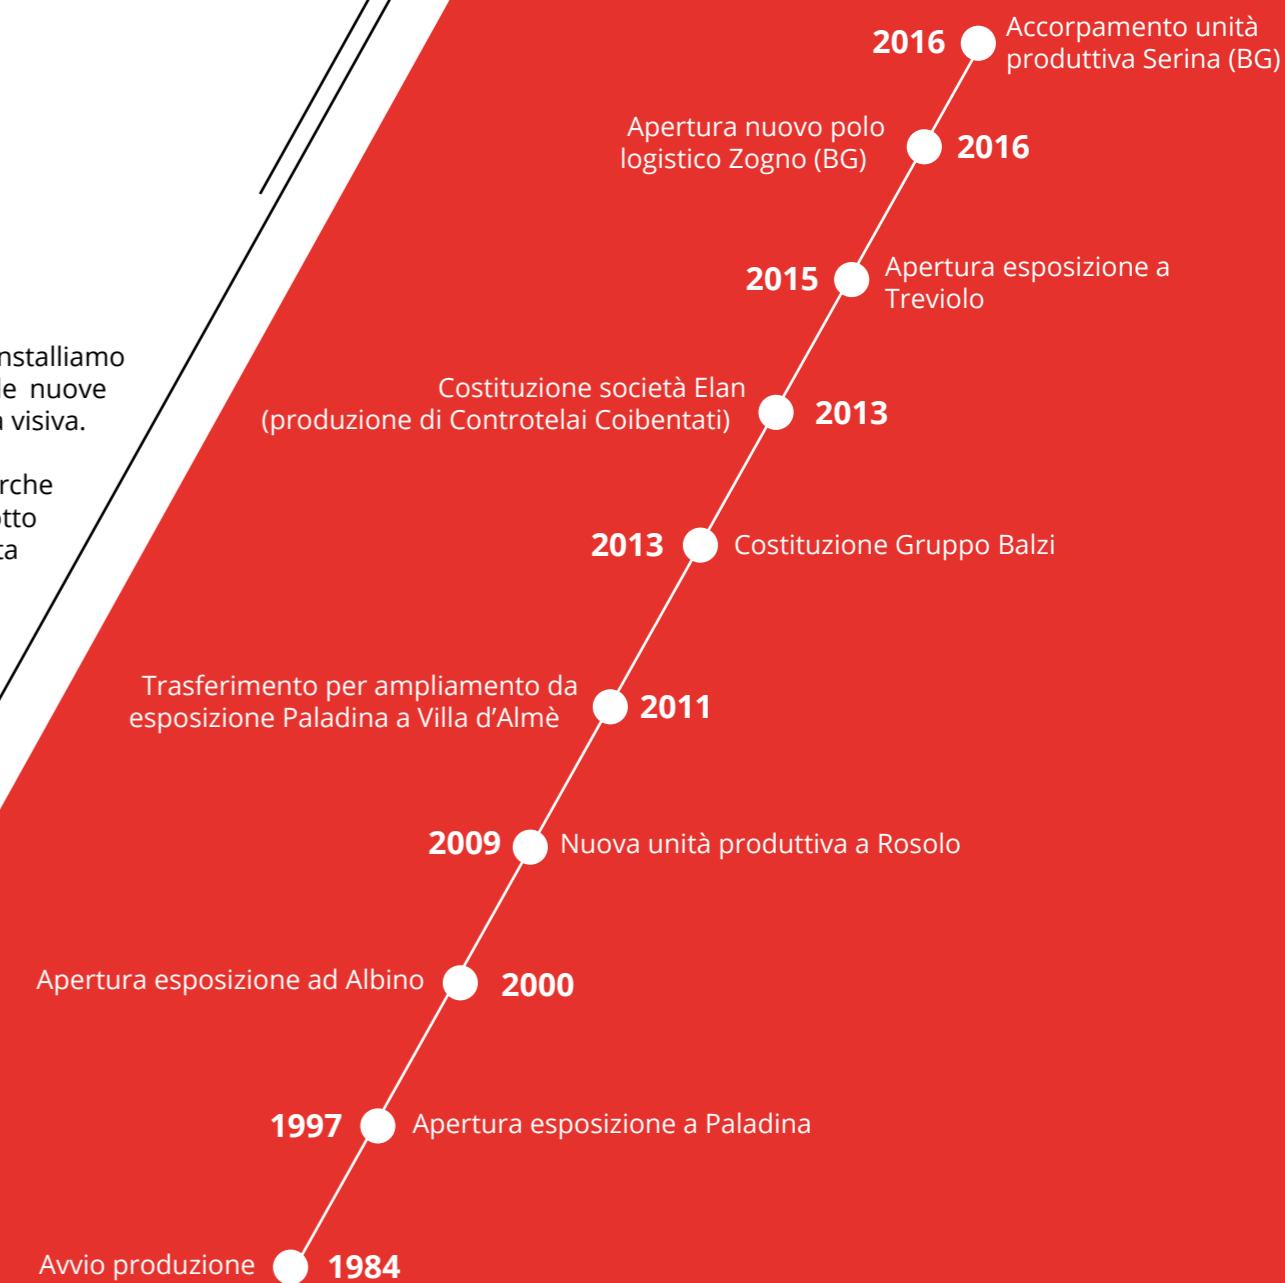 2016
Accorpamento unità
produttiva Serina (BG)
Apertura nuovo polo
logistico Zogno (BG)
2016
2015
Apertura esposizione a
Treviolo
nstalliamo
le nuove
visiva.
Costituzione società Elan
(produzione di Controtelai Coibentati)
2013
rche
otto
ta
2013
Costituzione Gruppo Balzi
Trasferimento per ampliamento da
esposizione Paladina a Villa d’Almè
2011
2009
Nuova unità produttiva a Rosolo
Apertura esposizione ad Albino
2000
1997
Apertura esposizione a Paladina
Avvio produzione
1984